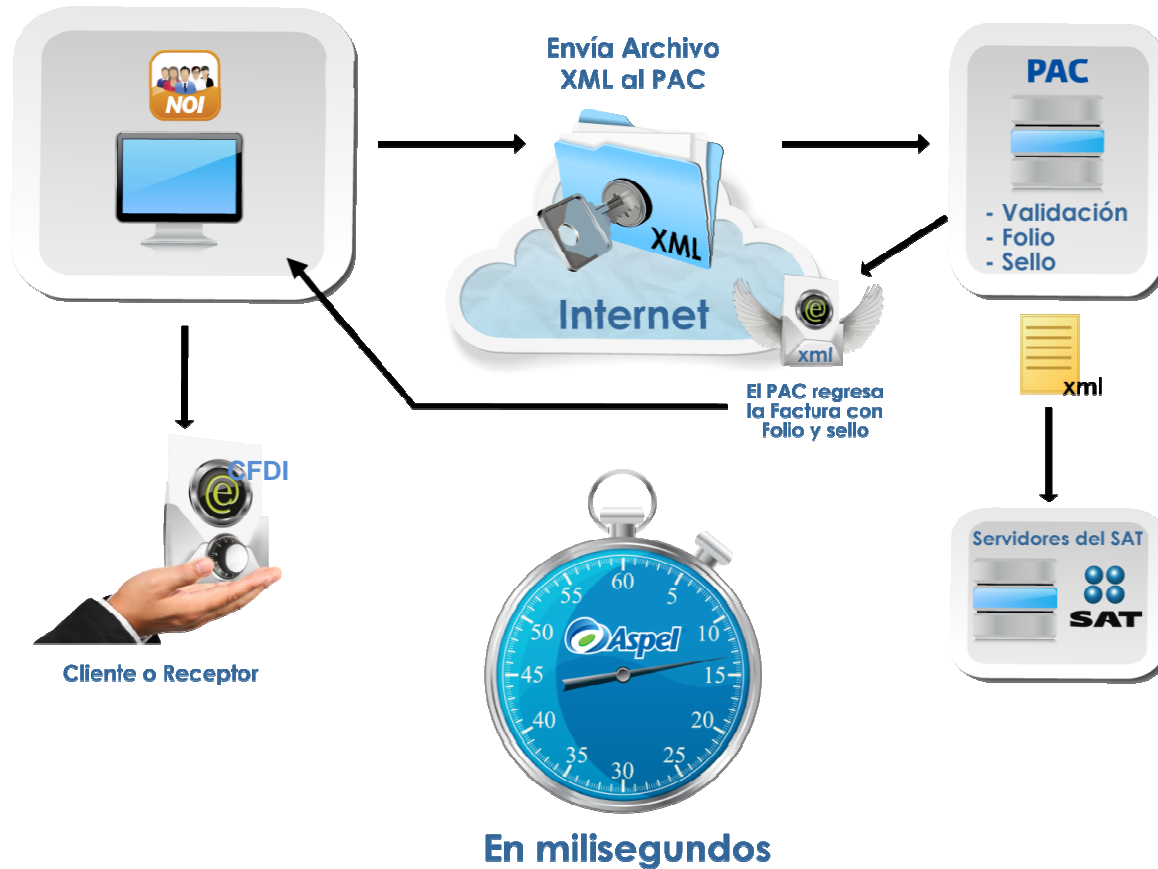 NOI
Envía Archivo
XML al PAC
XML
Internet
PAC
- Validación
- Folio
- Sello
@
xml
El PAC regresa
la Factura con
Folio y sello
xml
CFDI
@
Cliente o Receptor
60
5
10
15
20
25
30
35
40
45
50
55
Aspel
Servidores del SAT
SAT
En milisegundos